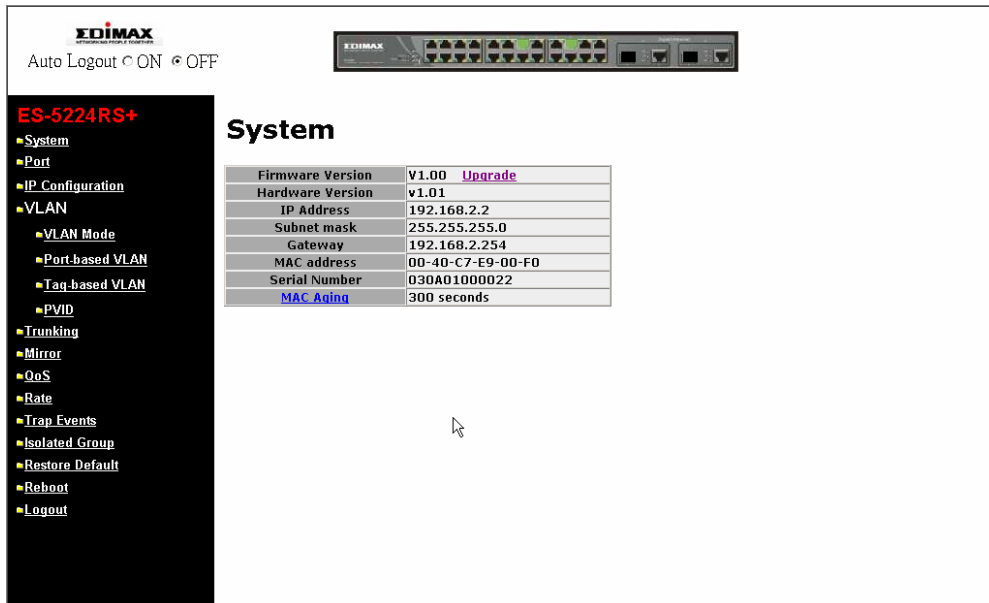 EDIMAX
NETWORKING PEOPLE TOGETHER
Auto Logout ON OFF
EDIMAX
ES-5224RS+
System
Port
IP Configuration
VLAN
VLAN Mode
Port-based VLAN
Tag-based VLAN
PVID
Trunking
Mirror
QoS
Rate
Trap Events
Isolated Group
Restore Default
Reboot
Logout
System
Firmware Version V1.00 Upgrade
Hardware Version v1.01
IP Address 192.168.2.2
Subnet mask 255.255.255.0
Gateway 192.168.2.254
MAC address 00-40-C7-E9-00-F0
Serial Number 030A01000022
MAC Aging 300 seconds